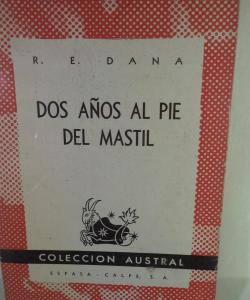 R. E. DANA
DOS AÑOS AL PIE
DEL MASTIL
COLECCION AUSTRAL
ESPASA - CALPE, S. A.